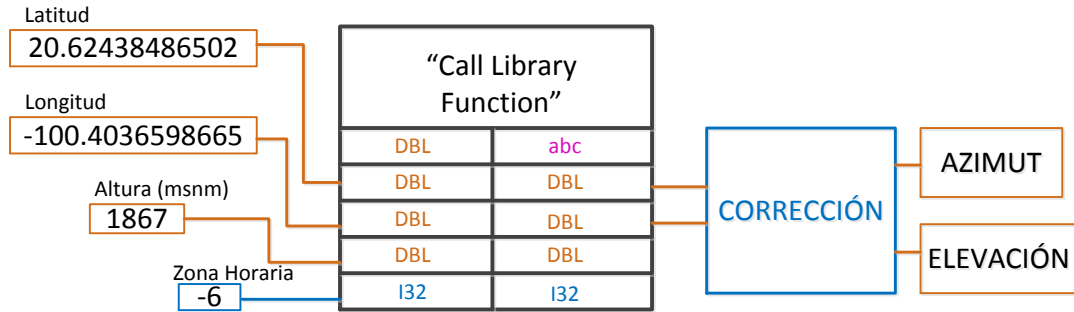 Latitud
20.62438486502
Longitud
-100.4036598665
Altura (msnm)
1867
Zona Horaria
-6
“Call Library
Function”
DBL abc
DBL DBL
DBL DBL
DBL DBL
I32 I32
CORRECCIÓN
AZIMUT
ELEVACIÓN